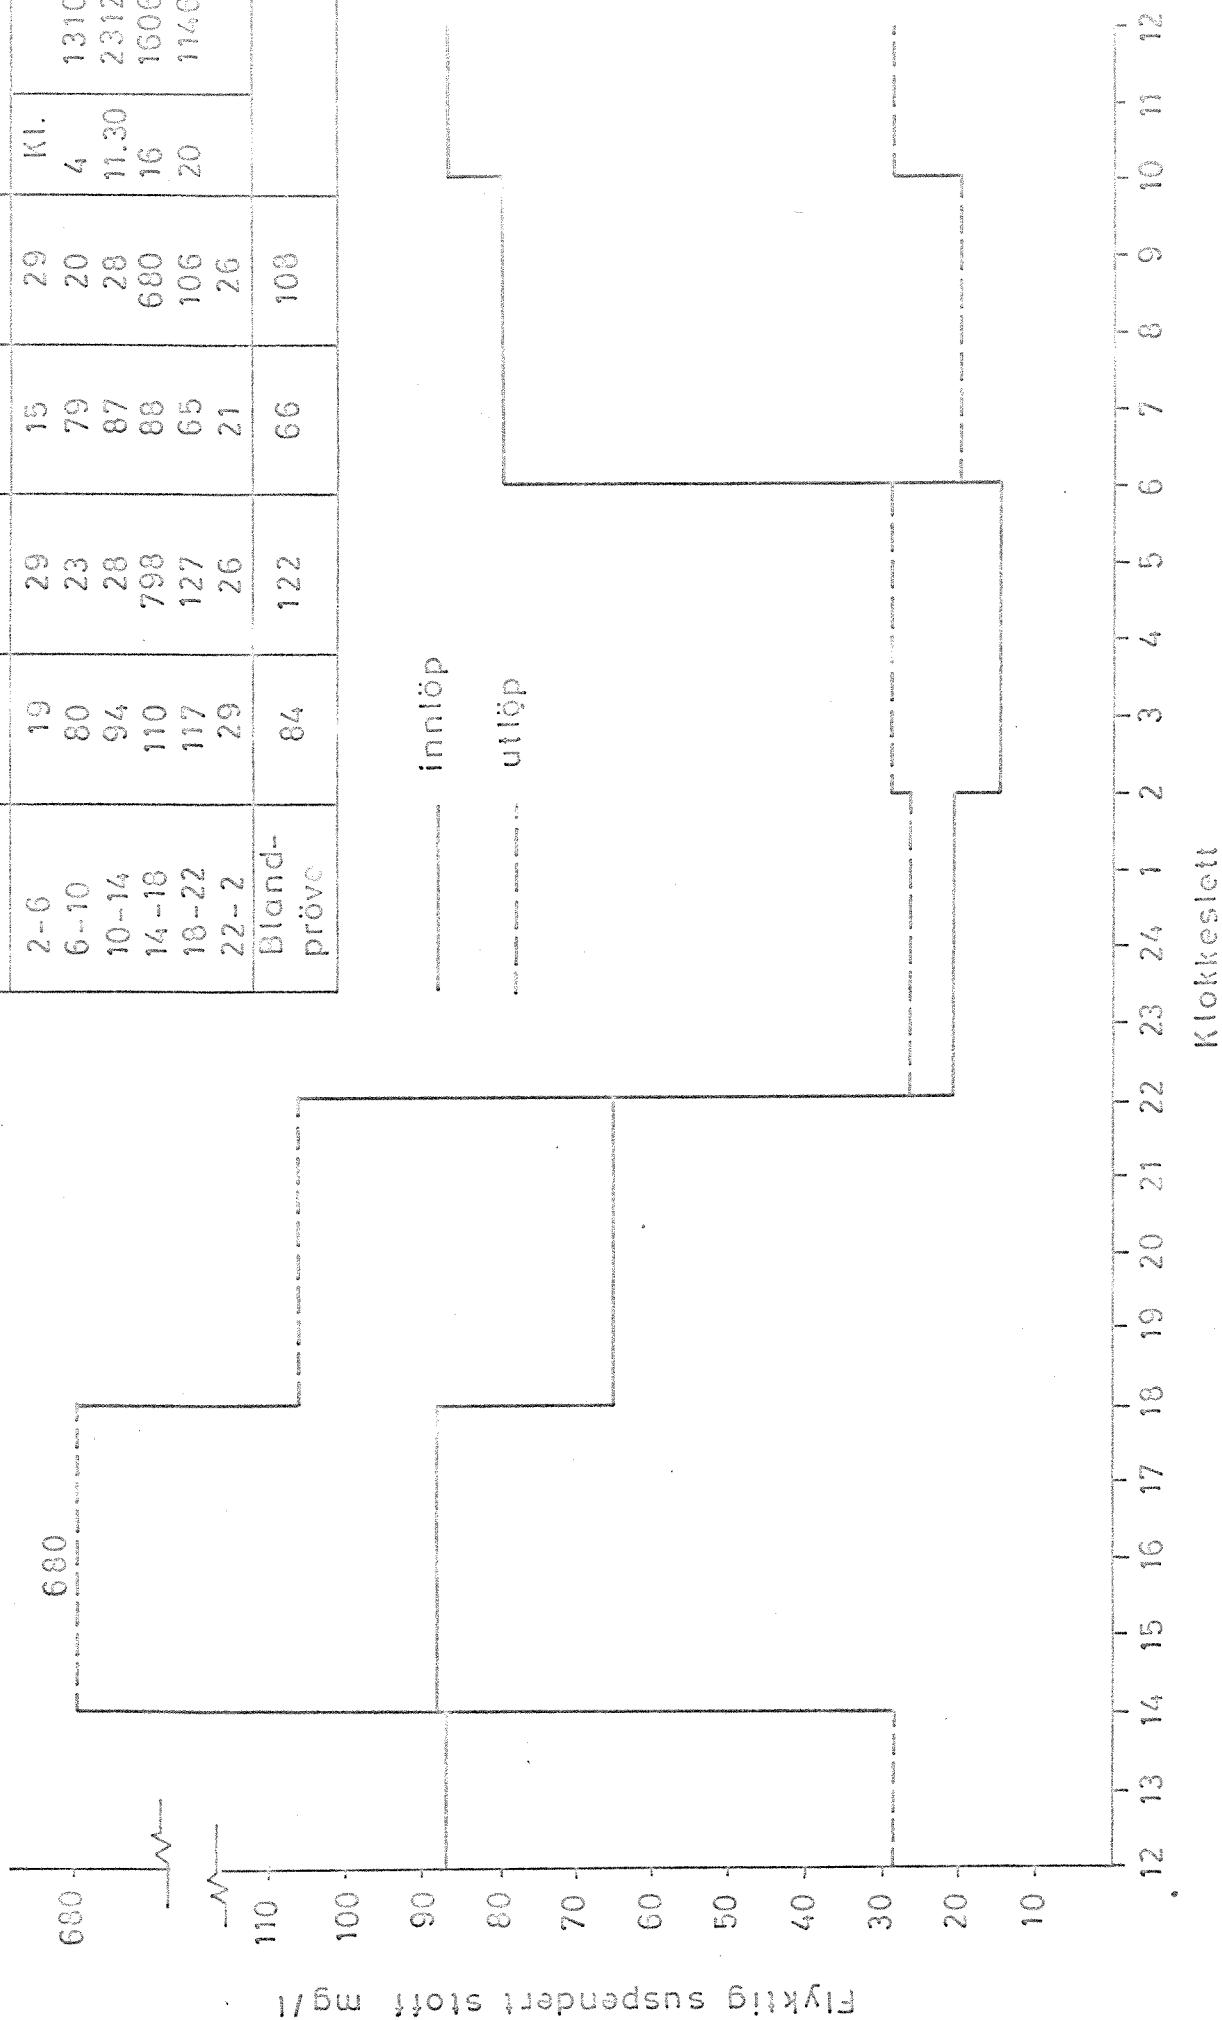 2-6 19 29 15 29 Kl.
6-10 80 23 79 20 4 1310
10-14 94 28 87 28 11.30 2312
14-18 110 798 88 680 16 1606
18-22 117 127 65 106 20 1146
22-2 29 26 21 26
Bland-
pröve 84 122 66 108
innlöp
utlöp
680
680
110
100
90
80
70
60
50
40
30
20
10
Flyktig suspendert stoff mg/l
12 13 14 15 16 17 18 19 20 21 22 23 24 1 2 3 4 5 6 7 8 9 10 11 12
Klokkeslett